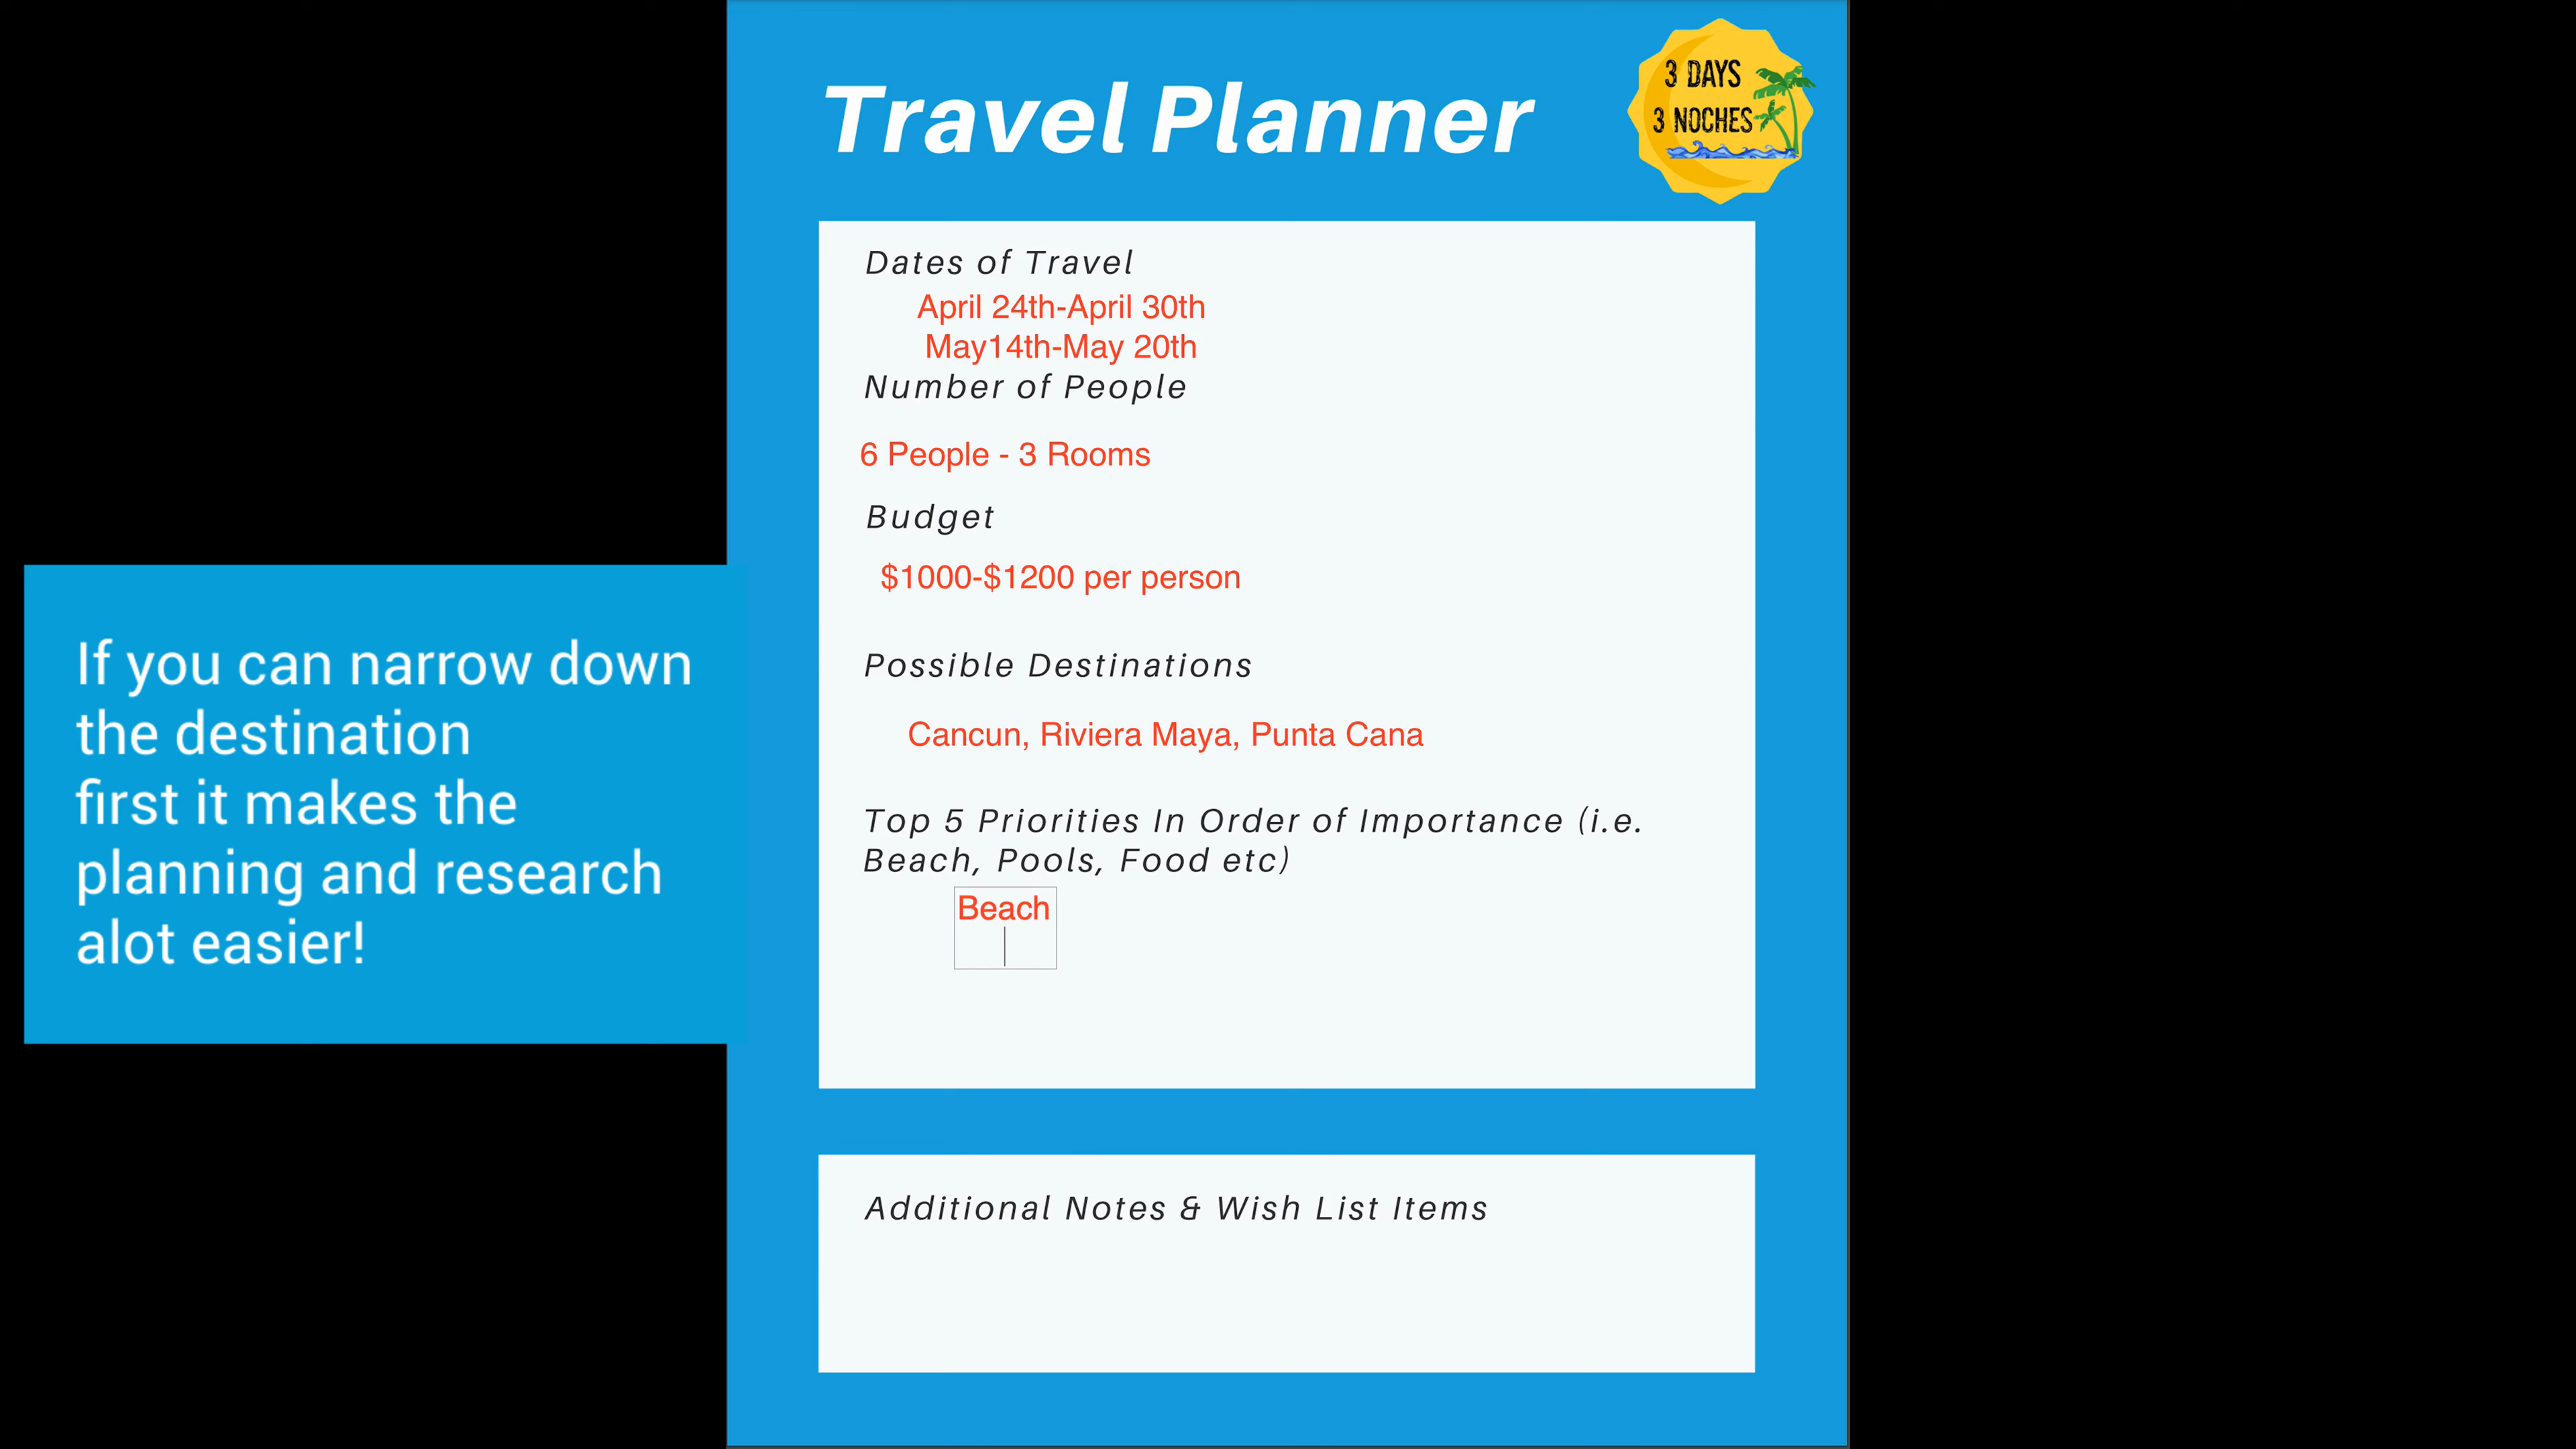 Travel Planner
3 DAYS
3 NOCHES
Dates of Travel
April 24th-April 30th
May14th-May 20th
Number of People
6 People - 3 Rooms
Budget
$1000-$1200 per person
Possible Destinations
Cancun, Riviera Maya, Punta Cana
Top 5 Priorities In Order of Importance (i.e.
Beach, Pools, Food etc)
Beach
Additional Notes & Wish List Items
If you can narrow down
the destination
first it makes the
planning and research
alot easier!